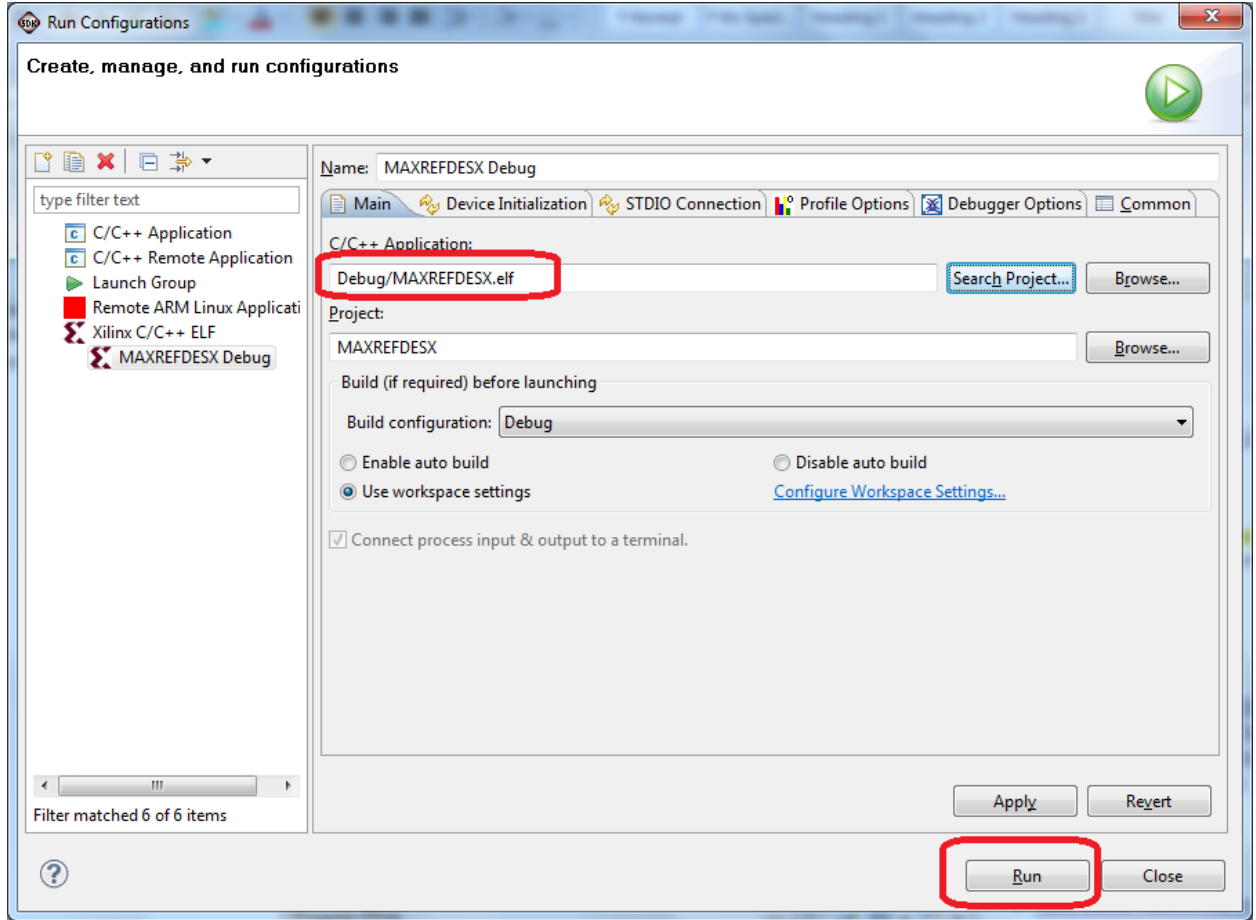 SDK Run Configurations
Create, manage, and run configurations
type filter text
C/C++ Application
C/C++ Remote Application
Launch Group
Remote ARM Linux Applicati
Xilinx C/C++ ELF
MAXREFDESX Debug
Filter matched 6 of 6 items
Name: MAXREFDESX Debug
Main Device Initialization STDIO Connection Profile Options Debugger Options Common
C/C++ Application:
Debug/MAXREFDESX.elf Search Project... Browse...
Project:
MAXREFDESX Browse...
Build (if required) before launching
Build configuration: Debug
Enable auto build Disable auto build
Use workspace settings Configure Workspace Settings...
Connect process input & output to a terminal.
Apply Revert
? Run Close